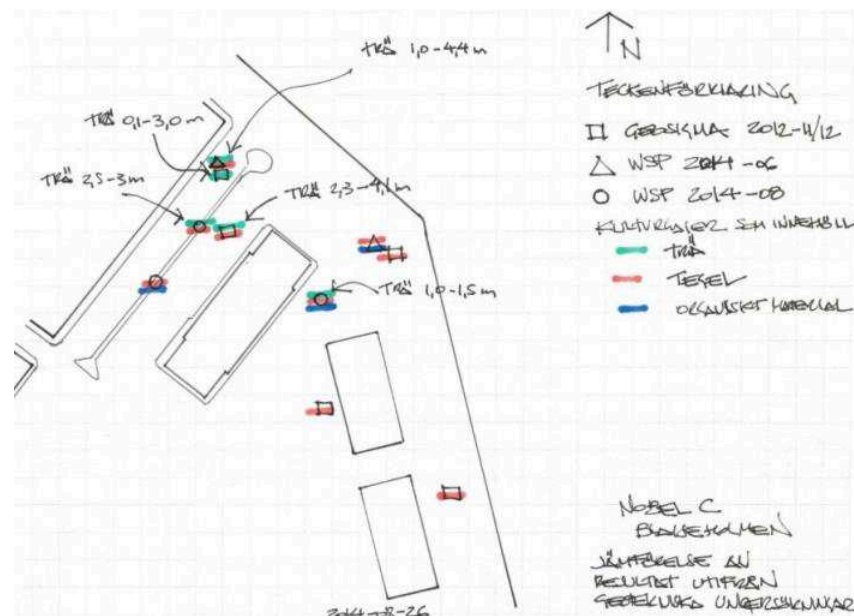 TRÄ 1,0-4,4 m
TRÄ 0,1-3,0 m
TRÄ 2,5-3 m
TRÄ 2,3-4,1 m
TRÄ 1,0-1,5 m
N
TECKENFÖRKLARING
GEOSIGMA 2012-11/12
WSP 2014-06
WSP 2014-08
KULTURLAGER SOM INNEHÅLL
TRÄ
TEGEL
ORGANISKT MATERIAL
NOBEL C
BLASIEHOLMEN
JÄMFÖRELSE AV
RESULTAT UTIFRÅN
GEOTEKNISKA UNDERSÖKNINGAR